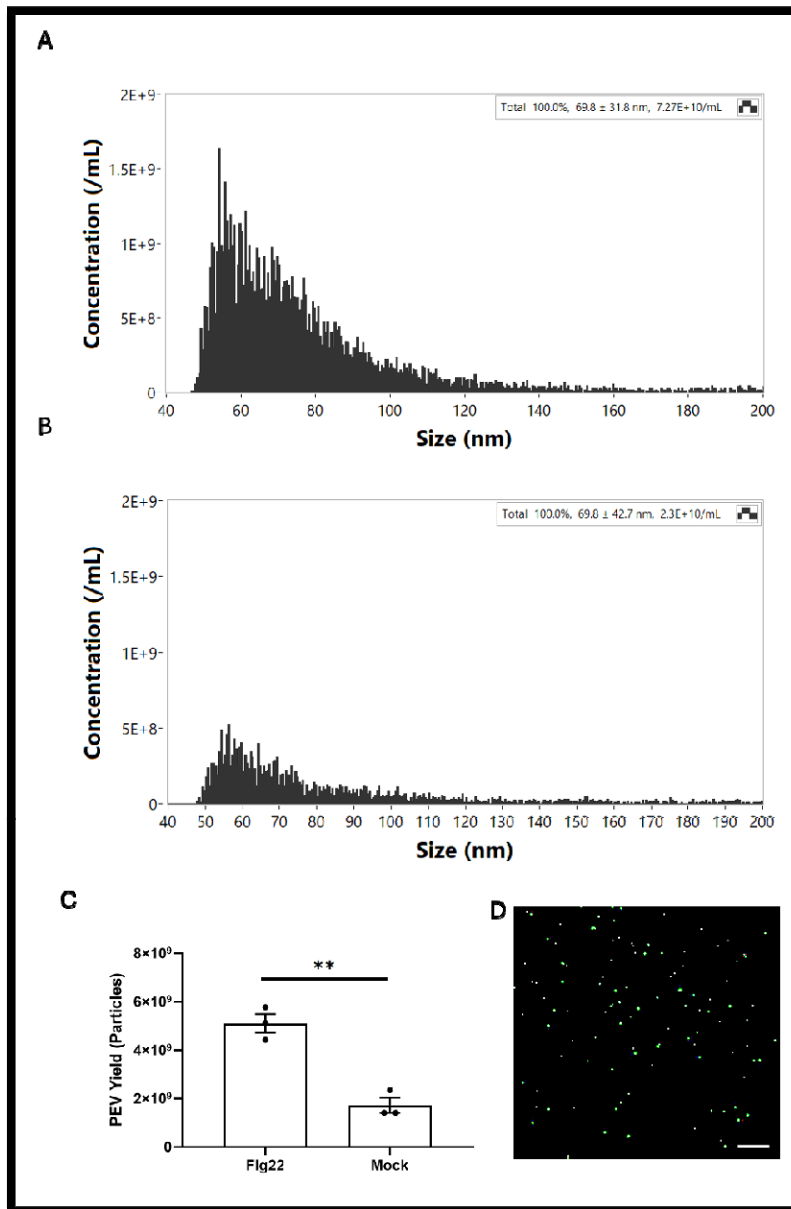 A
2E+9
1.5E+9
1E+9
5E+8
0
Concentration (/mL)
Total 100.0%, 69.8 ± 31.8 nm, 7.27E+10/mL
40 60 80 100 120 140 160 180 200
Size (nm)
B
2E+9
1.5E+9
1E+9
5E+8
0
Concentration (/mL)
Total 100.0%, 69.8 ± 42.7 nm, 2.3E+10/mL
40 50 60 70 80 90 100 110 120 130 140 150 160 170 180 190 200
Size (nm)
C
8×10⁹
6×10⁹
4×10⁹
2×10⁹
0
PEV Yield (Particles)
**
Flg22 Mock
D